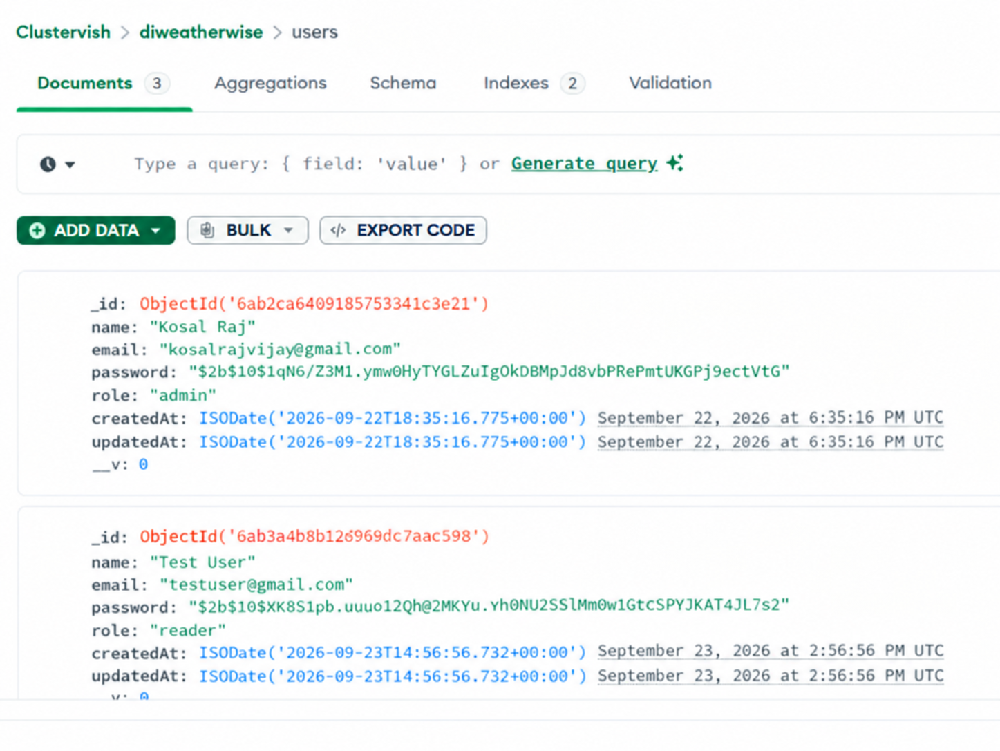 Clustervish > diweatherwise > users
Documents 3 Aggregations Schema Indexes 2 Validation
Type a query: { field: 'value' } or Generate query
ADD DATA BULK </> EXPORT CODE
_id: ObjectId('6ab2ca6409185753341c3e21')
name: "Kosal Raj"
email: "kosalrajvijay@gmail.com"
password: "$2b$10$1qN6/Z3M1.ymw0HyTYGLZuIgOkDBMpJd8vbPRePmtUKGPj9ectVtG"
role: "admin"
createdAt: ISODate('2026-09-22T18:35:16.775+00:00') September 22, 2026 at 6:35:16 PM UTC
updatedAt: ISODate('2026-09-22T18:35:16.775+00:00') September 22, 2026 at 6:35:16 PM UTC
__v: 0
_id: ObjectId('6ab3a4b8b126969dc7aac598')
name: "Test User"
email: "testuser@gmail.com"
password: "$2b$10$XK8S1pb.uuuo12Qh@2MKYu.Yh0NU2SSlMm0w1GtcSPYJKAT4JL7s2"
role: "reader"
createdAt: ISODate('2026-09-23T14:56:56.732+00:00') September 23, 2026 at 2:56:56 PM UTC
updatedAt: ISODate('2026-09-23T14:56:56.732+00:00') September 23, 2026 at 2:56:56 PM UTC
__v: 0